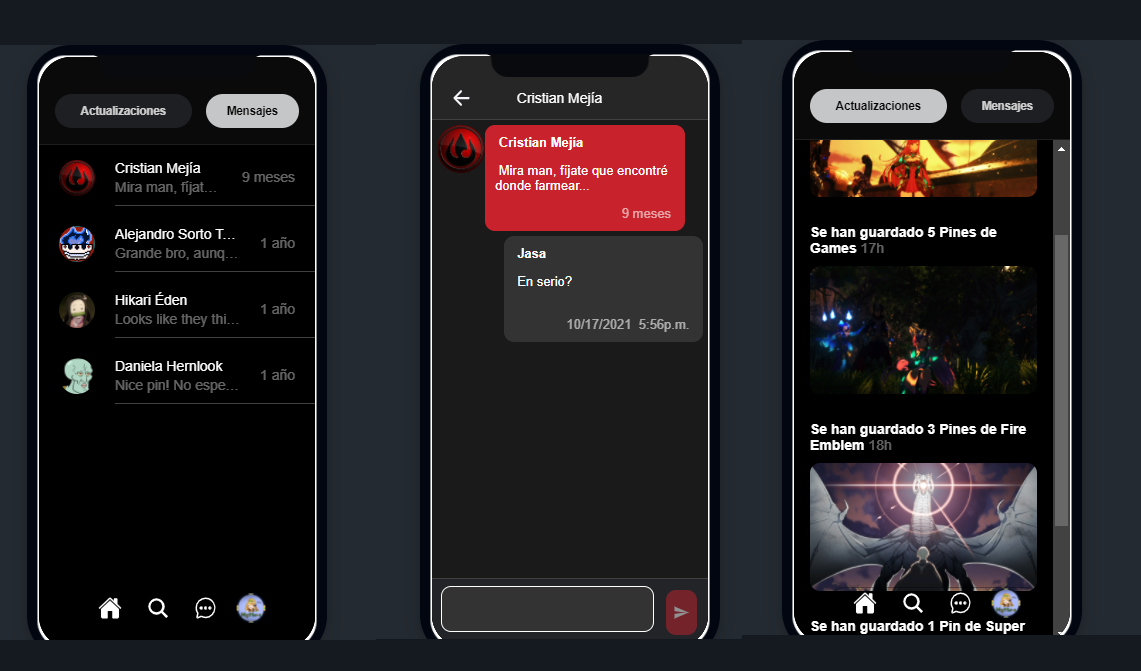 Actualizaciones
Mensajes
Cristian Mejía
Mira man, fíjat...
9 meses
Alejandro Sorto T...
Grande bro, aunq...
1 año
Hikari Éden
Looks like they thi...
1 año
Daniela Hernlook
Nice pin! No espe...
1 año
Cristian Mejía
Cristian Mejía
Mira man, fíjate que encontré
donde farmear...
9 meses
Jasa
En serio?
10/17/2021 5:56p.m.
Actualizaciones
Mensajes
Se han guardado 5 Pines de
Games 17h
Se han guardado 3 Pines de Fire
Emblem 18h
Se han guardado 1 Pin de Super